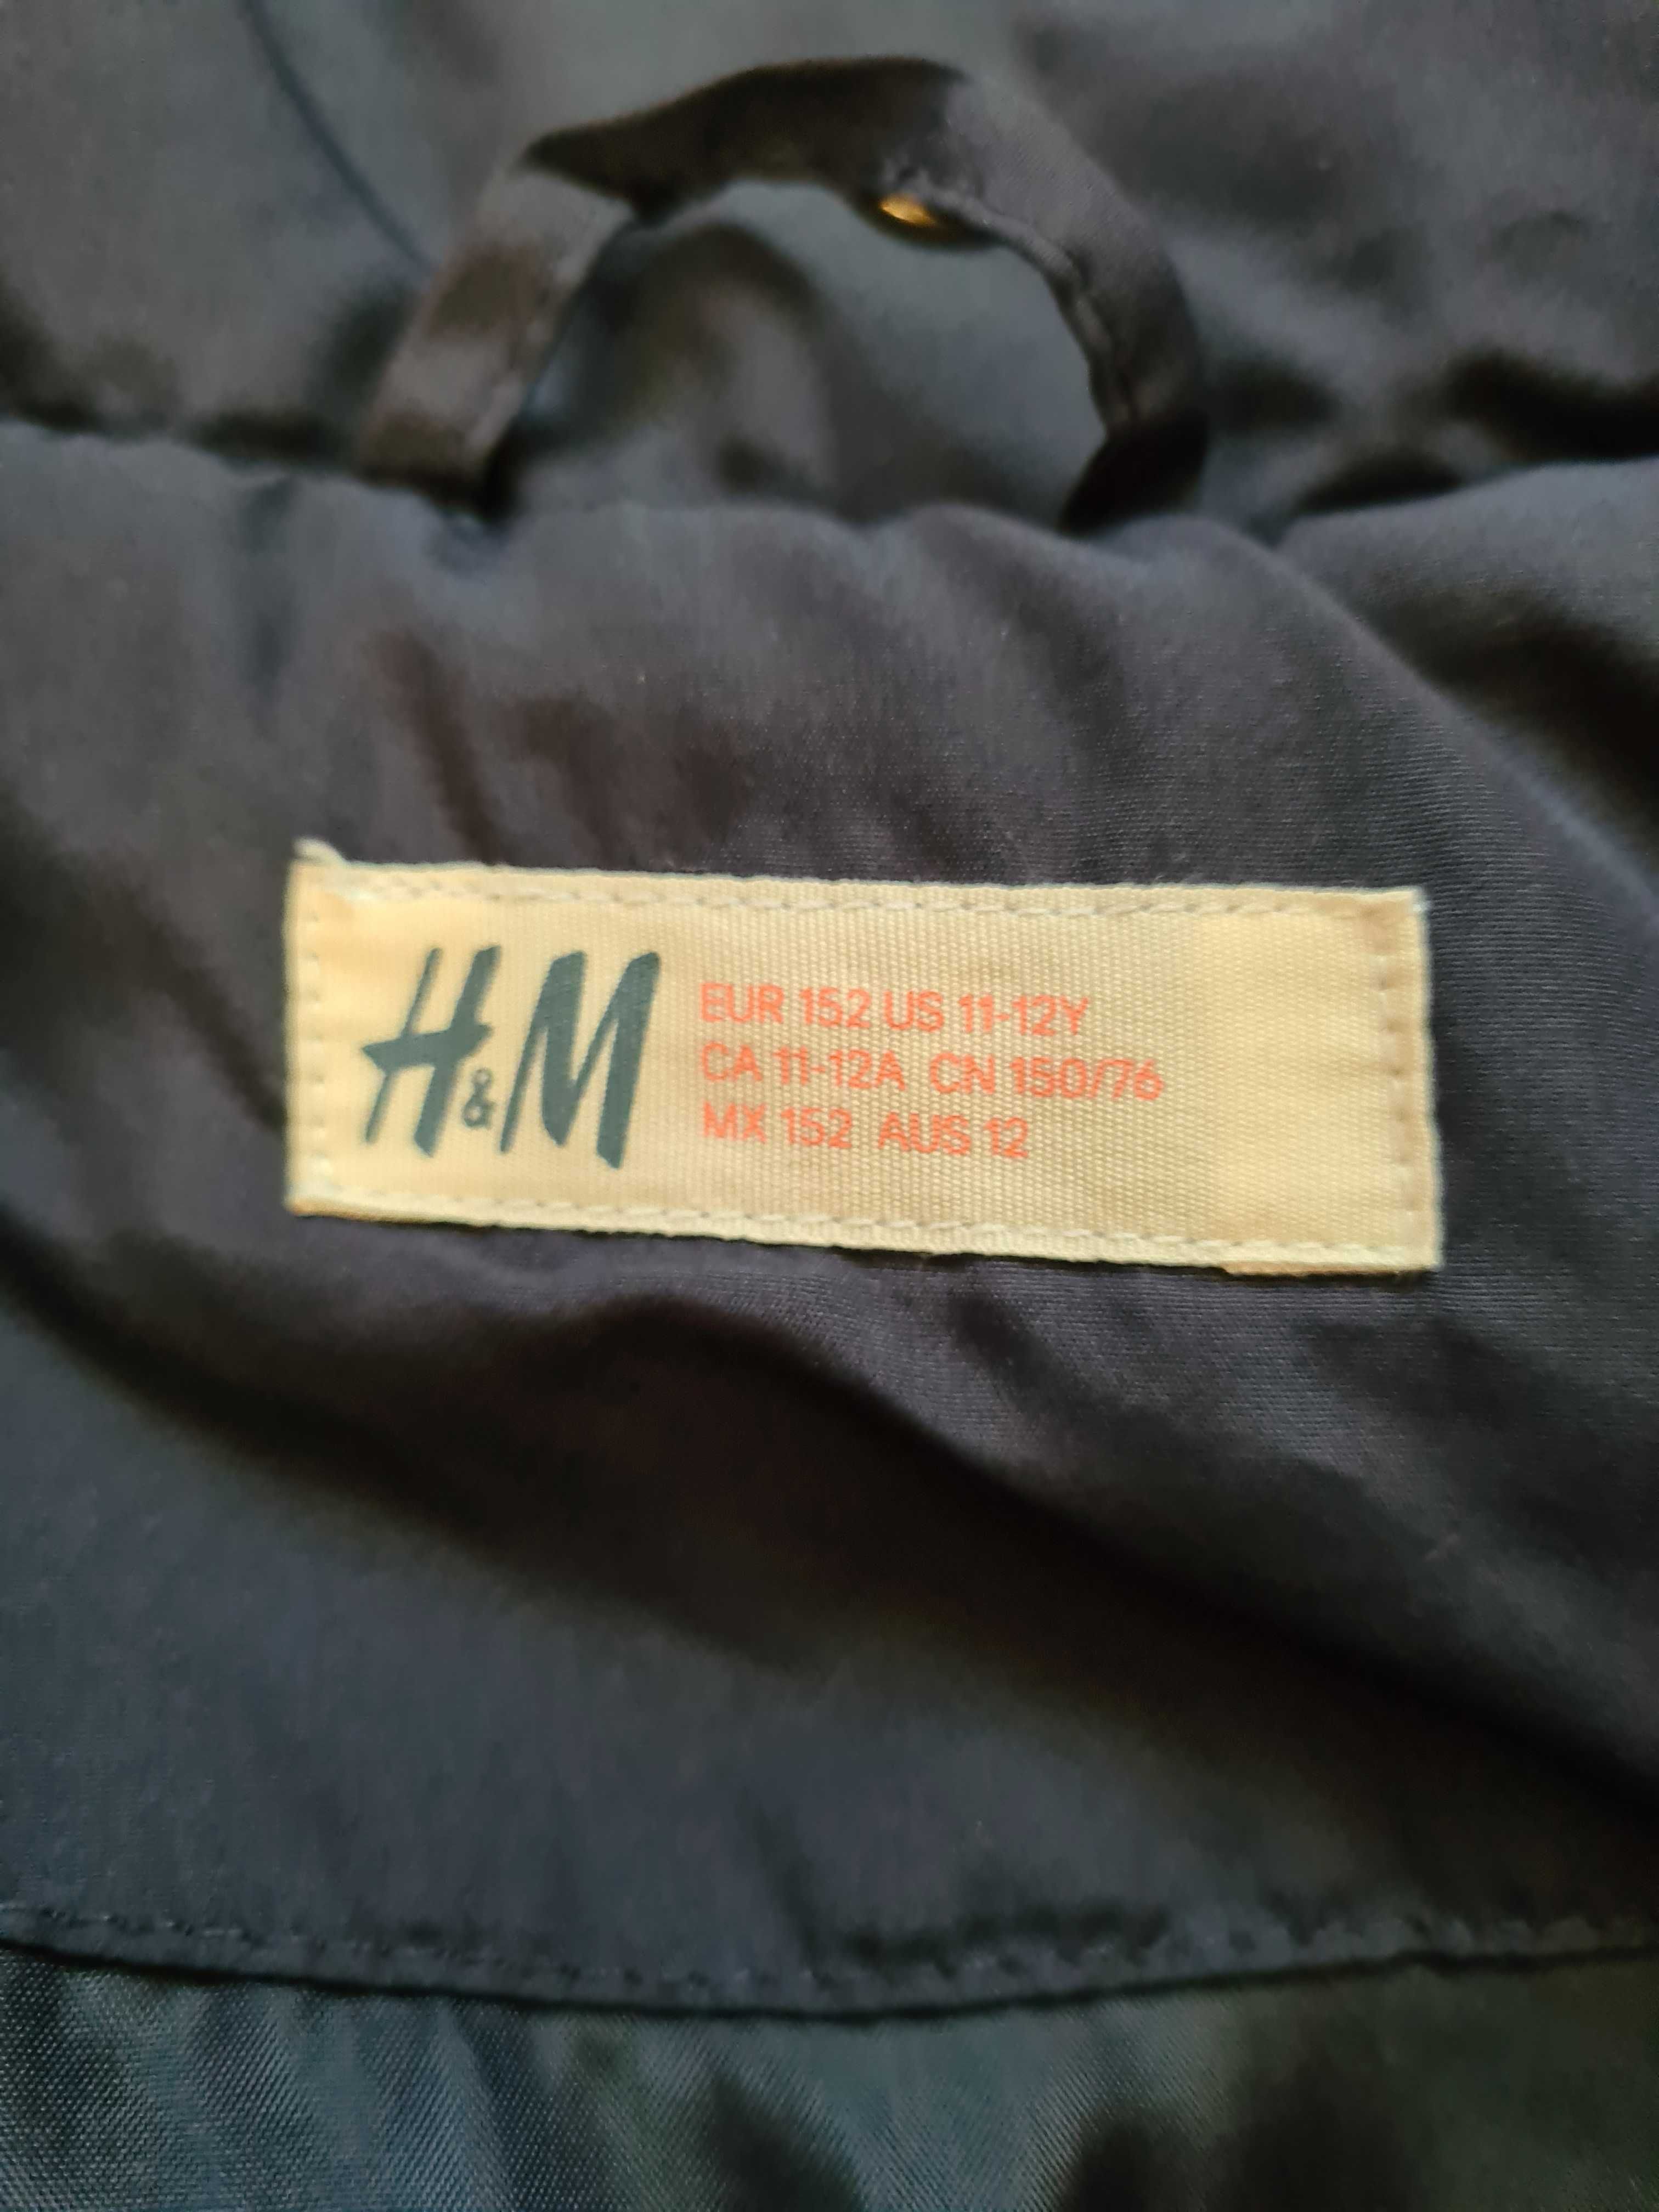 H&M
EUR 152 US 11-12Y
CA 11-12A CN 150/76
MX 152 AUS 12